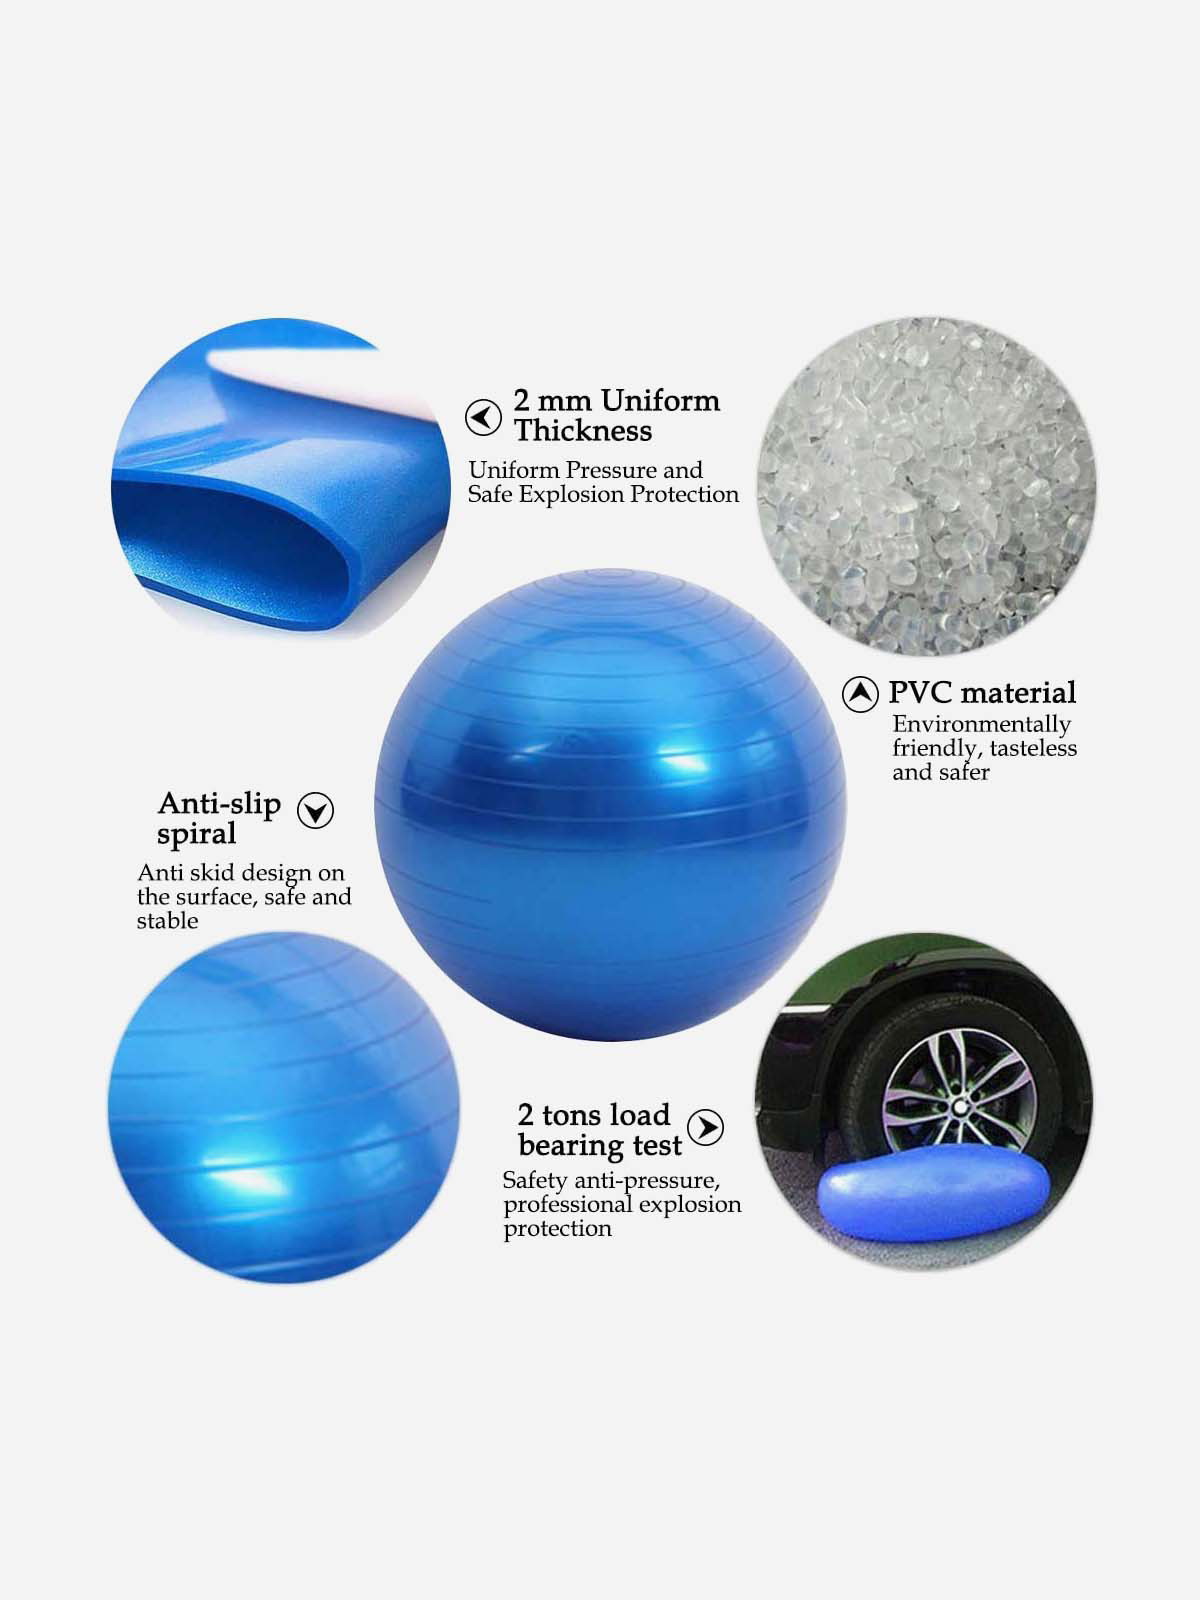 2 mm Uniform
Thickness
Uniform Pressure and
Safe Explosion Protection
PVC material
Environmentally
friendly, tasteless
and safer
Anti-slip
spiral
Anti skid design on
the surface, safe and
stable
2 tons load
bearing test
Safety anti-pressure,
professional explosion
protection